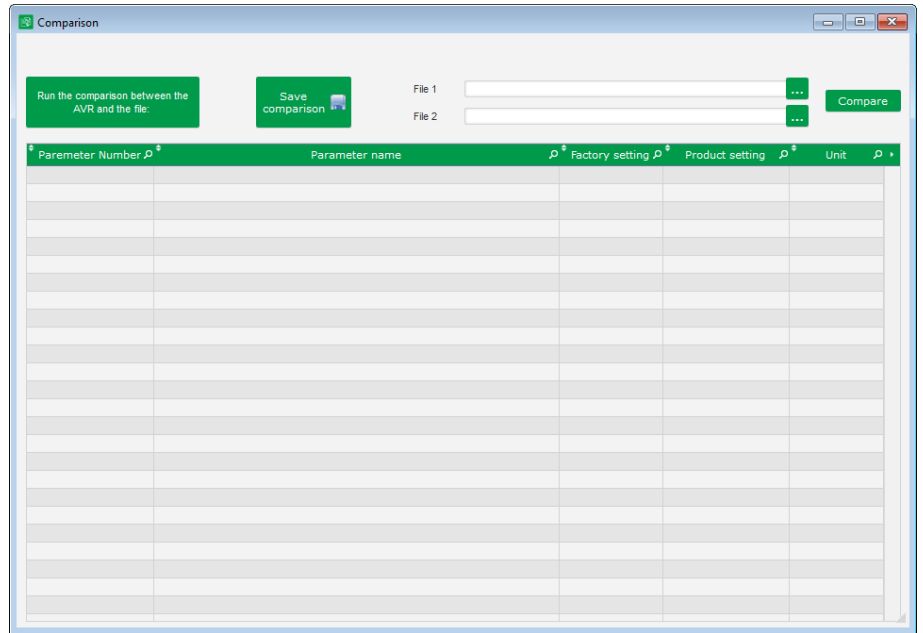 Comparison
Run the comparison between the
AVR and the file:
Save
comparison
File 1
...
File 2
...
Compare
Paremeter Number
Parameter name
Factory setting
Product setting
Unit